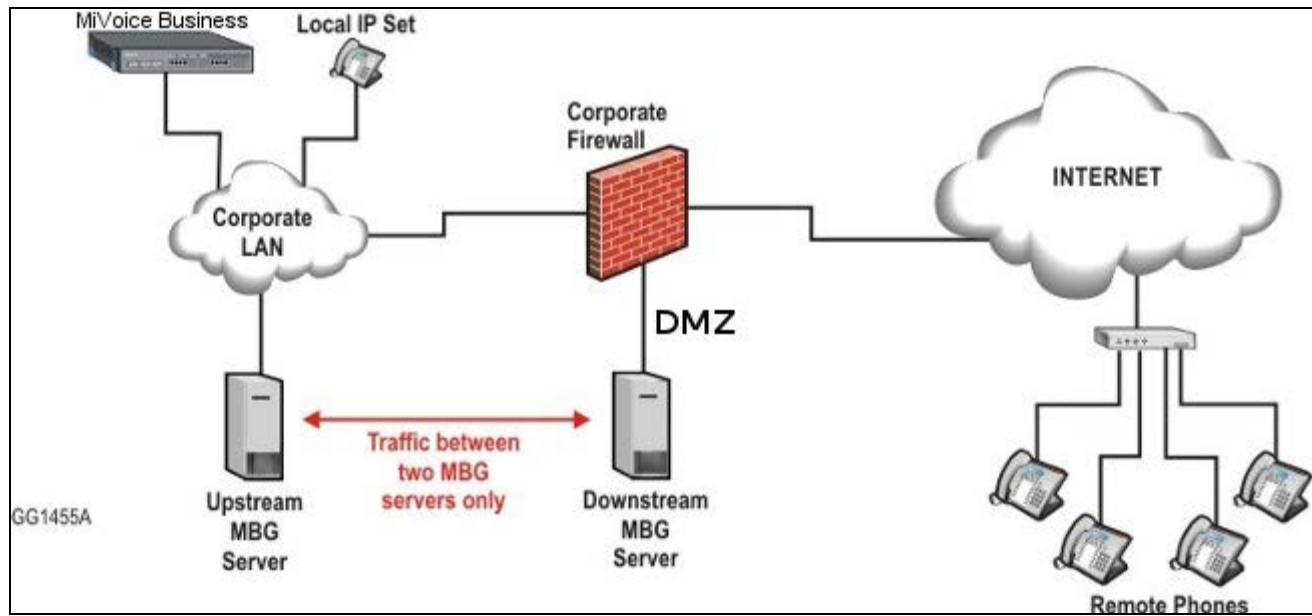 MiVoice Business
Local IP Set
Corporate
Firewall
INTERNET
Corporate
LAN
DMZ
Traffic between
two MBG
servers only
Upstream
MBG
Server
Downstream
MBG
Server
GG1455A
Remote Phones